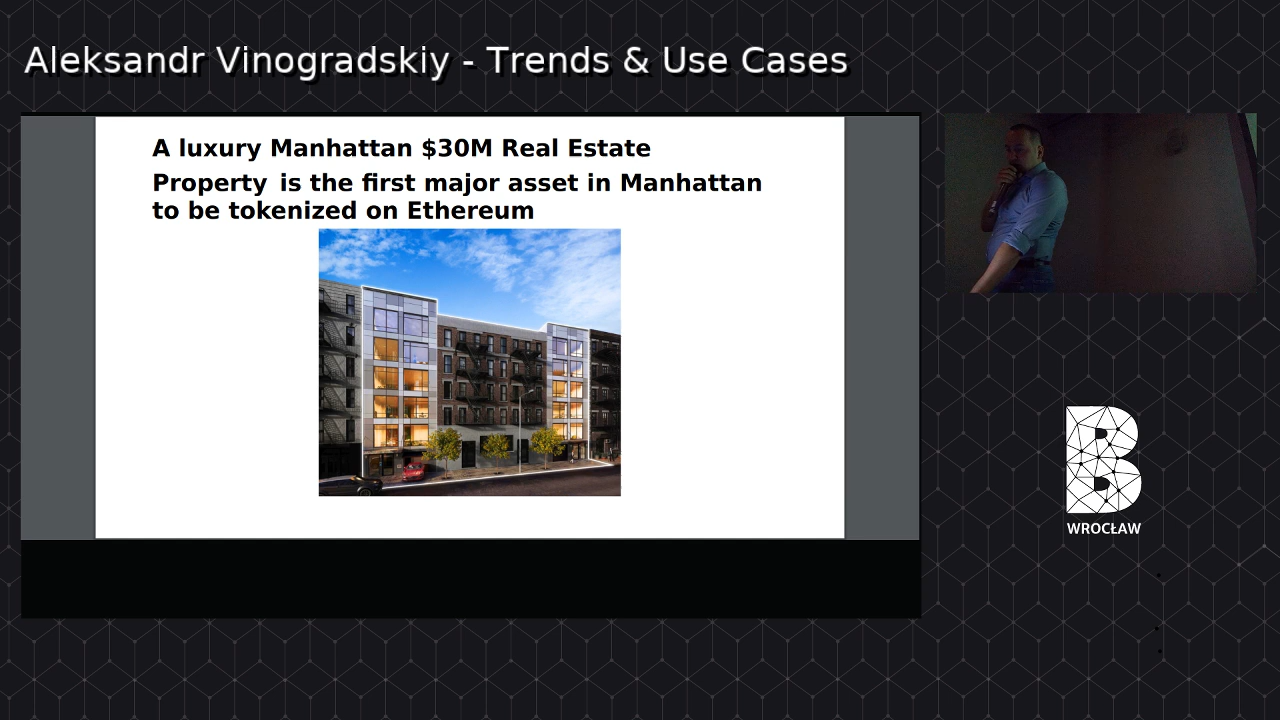 Aleksandr Vinogradskiy - Trends & Use Cases
A luxury Manhattan $30M Real Estate
Property is the first major asset in Manhattan
to be tokenized on Ethereum
B
WROCŁAW